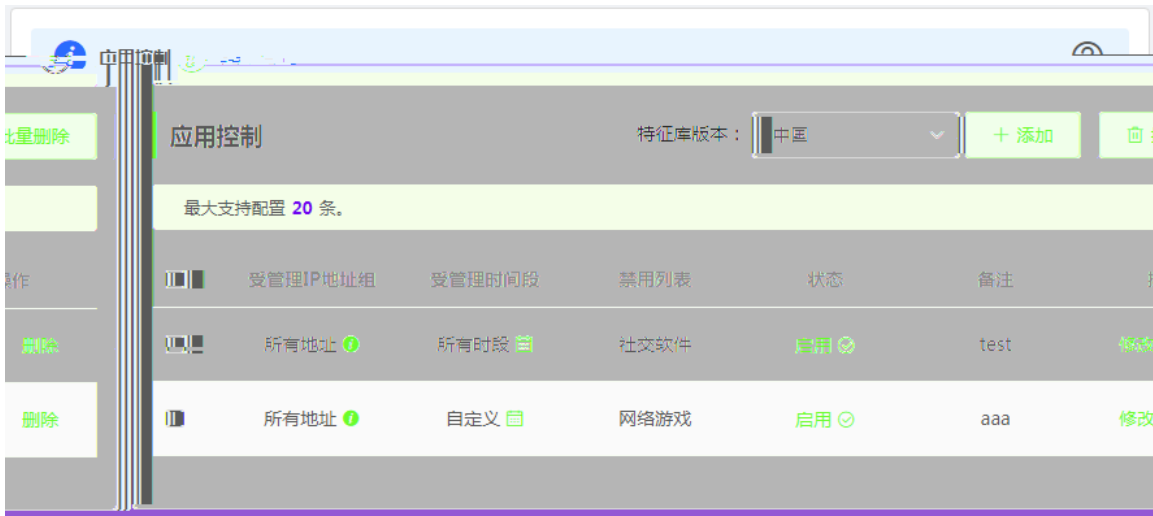 应用控制
批量删除
应用控制
特征库版本：
中国
添加
最大支持配置 20 条。
操作
受管理IP地址组
受管理时间段
禁用列表
状态
备注
删除
所有地址
所有时段
社交软件
启用
test
修改
删除
所有地址
自定义
网络游戏
启用
aaa
修改